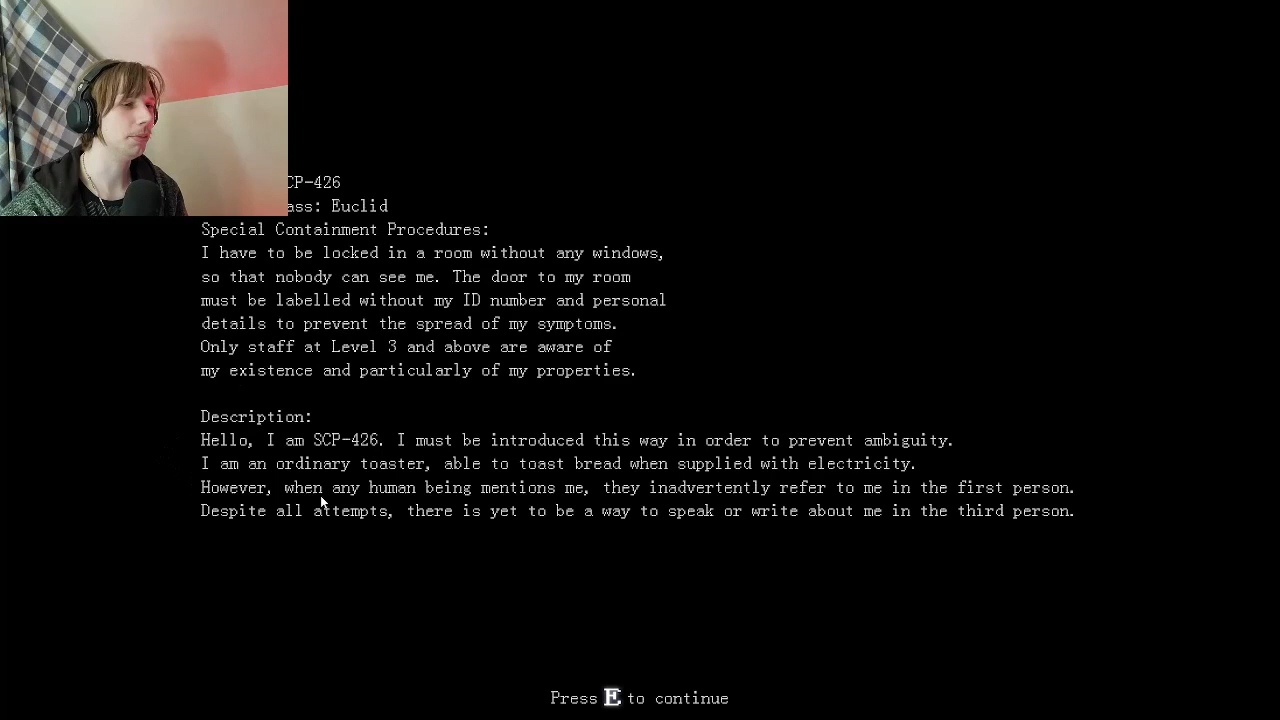 CP-426
ass: Euclid
Special Containment Procedures:
I have to be locked in a room without any windows,
so that nobody can see me. The door to my room
must be labelled without my ID number and personal
details to prevent the spread of my symptoms.
Only staff at Level 3 and above are aware of
my existence and particularly of my properties.
Description:
Hello, I am SCP-426. I must be introduced this way in order to prevent ambiguity.
I am an ordinary toaster, able to toast bread when supplied with electricity.
However, when any human being mentions me, they inadvertently refer to me in the first person.
Despite all attempts, there is yet to be a way to speak or write about me in the third person.
Press E to continue